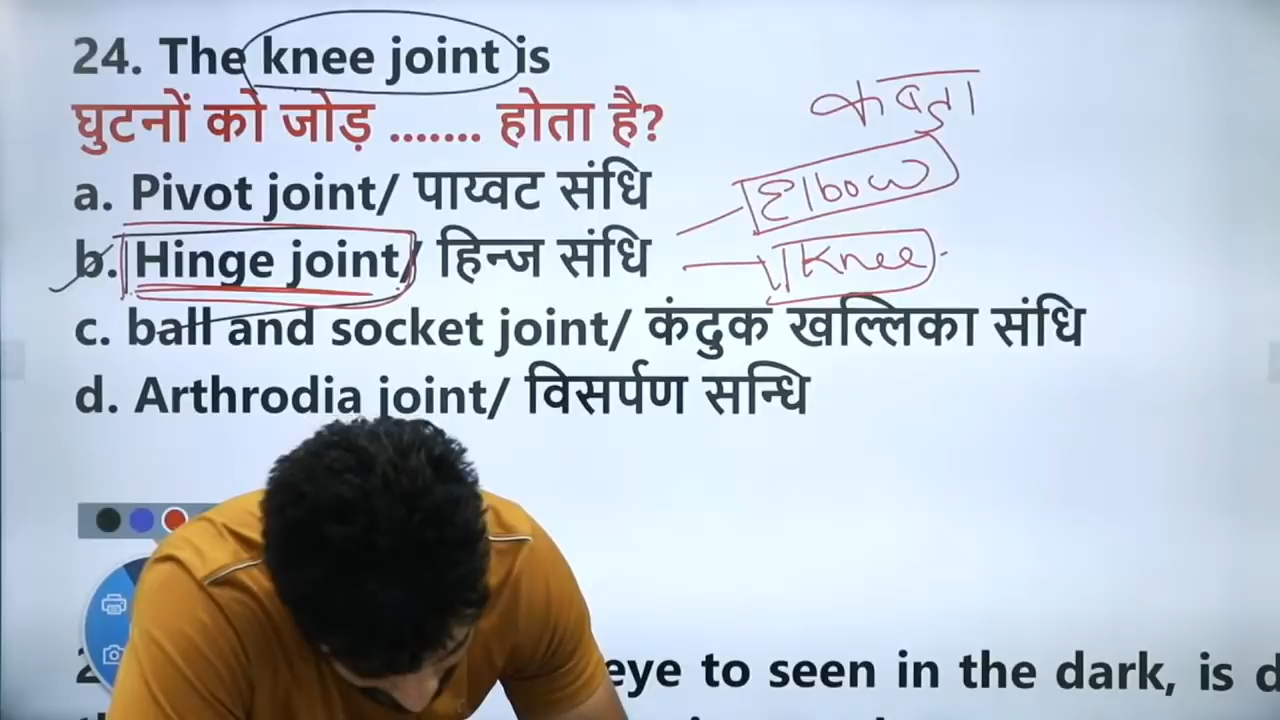 24. The knee joint is
घुटनों को जोड़ ....... होता है?
a. Pivot joint/ पाय्वट संधि
Elbow
b. Hinge joint/ हिन्ज संधि
Knee
c. ball and socket joint/ कंदुक खल्लिका संधि
d. Arthrodia joint/ विसर्पण सन्धि
eye to seen in the dark, is